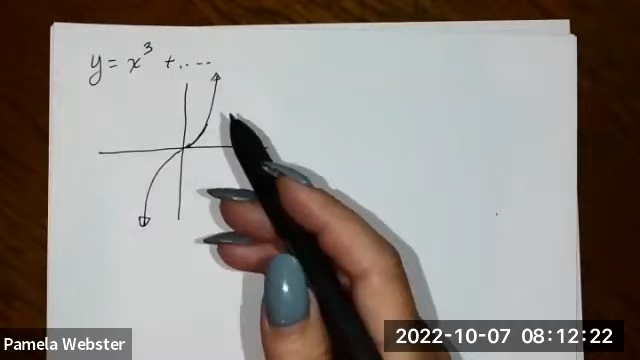 y = x³ + ....
Pamela Webster
2022-10-07 08:12:22